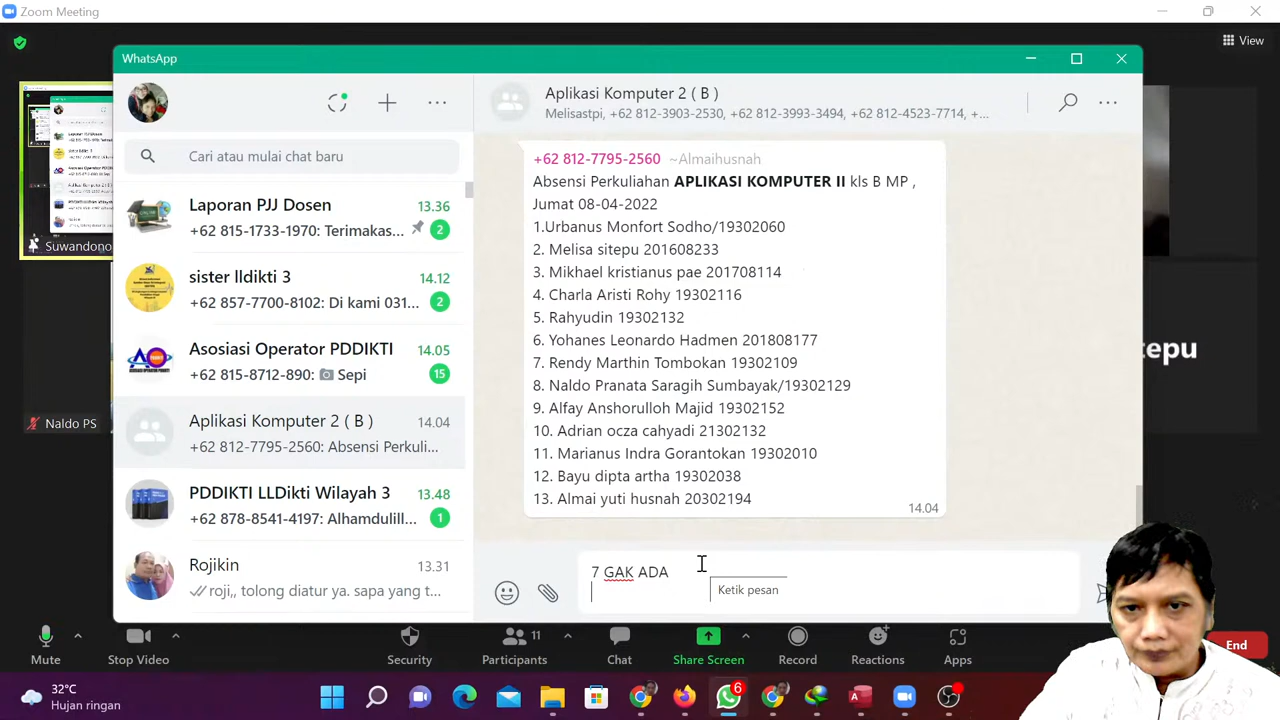 Zoom Meeting
View
WhatsApp
Aplikasi Komputer 2 ( B )
Melisastpi, +62 812-3903-2530, +62 812-3993-3494, +62 812-4523-7714, +...
Cari atau mulai chat baru
Laporan PJJ Dosen 13.36
+62 815-1733-1970: Terimakas... 2
sister lldikti 3 14.12
+62 857-7700-8102: Di kami 031... 2
Asosiasi Operator PDDIKTI 14.05
+62 815-8712-890: Sepi 15
Aplikasi Komputer 2 ( B ) 14.04
+62 812-7795-2560: Absensi Perkuli...
PDDIKTI LLDikti Wilayah 3 13.48
+62 878-8541-4197: Alhamdulill... 1
Rojikin 13.31
roji,, tolong diatur ya. sapa yang t...
+62 812-7795-2560 ~Almaihusnah
Absensi Perkuliahan APLIKASI KOMPUTER II kls B MP ,
Jumat 08-04-2022
1.Urbanus Monfort Sodho/19302060
2. Melisa sitepu 201608233
3. Mikhael kristianus pae 201708114
4. Charla Aristi Rohy 19302116
5. Rahyudin 19302132
6. Yohanes Leonardo Hadmen 201808177
7. Rendy Marthin Tombokan 19302109
8. Naldo Pranata Saragih Sumbayak/19302129
9. Alfay Anshorulloh Majid 19302152
10. Adrian ocza cahyadi 21302132
11. Marianus Indra Gorantokan 19302010
12. Bayu dipta artha 19302038
13. Almai yuti husnah 20302194
14.04
7 GAK ADA
Ketik pesan
Suwandono
Naldo PS
tepu
Mute
Stop Video
Security
11
Participants
Chat
Share Screen
Record
Reactions
Apps
End
32°C
Hujan ringan
6